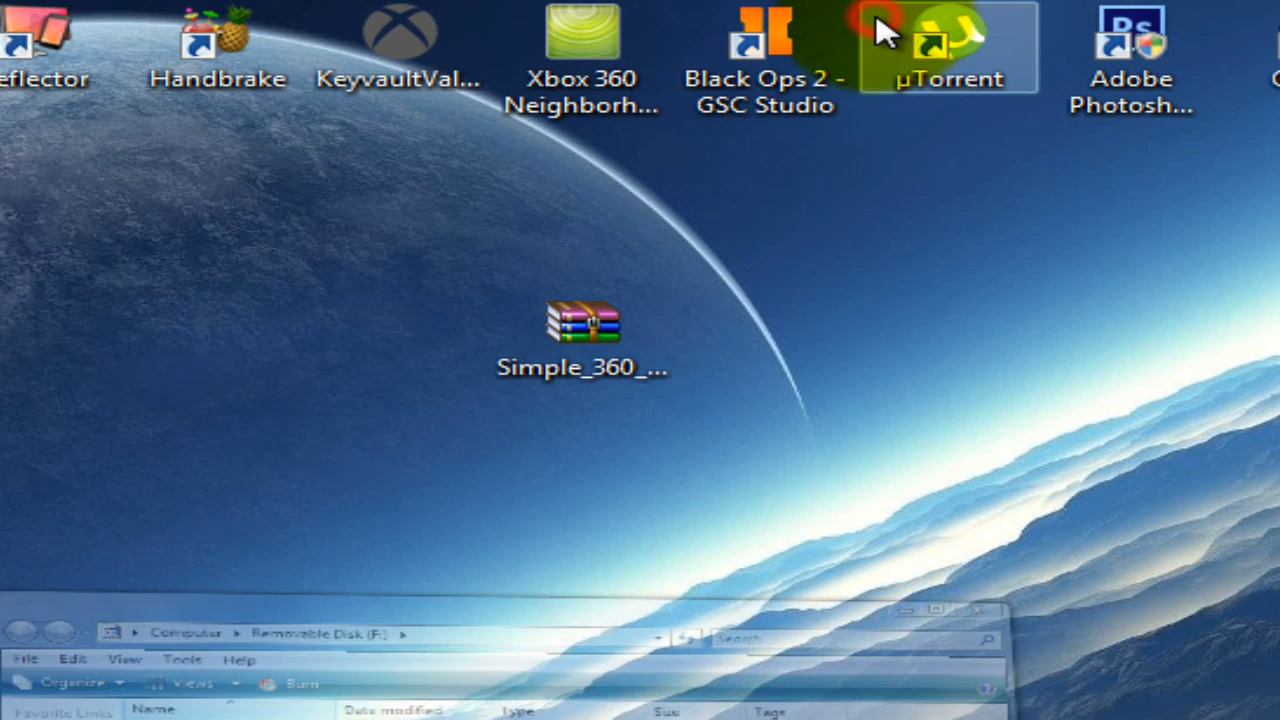 eflector
Handbrake
KeyvaultVal...
Xbox 360
Neighborh...
Black Ops 2 -
GSC Studio
µTorrent
Ps
Adobe
Photosh...
Simple_360_...
Computer
Removable Disk (F:)
Search
File Edit View Tools Help
Organize Views Burn
Favorite Links Name Date modified Type Size Tags